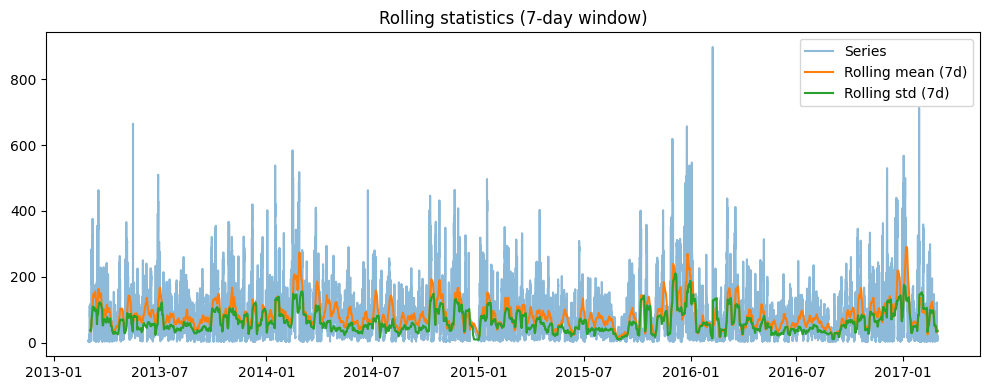 Rolling statistics (7-day window)
Series
Rolling mean (7d)
Rolling std (7d)
800
600
400
200
0
2013-01 2013-07 2014-01 2014-07 2015-01 2015-07 2016-01 2016-07 2017-01